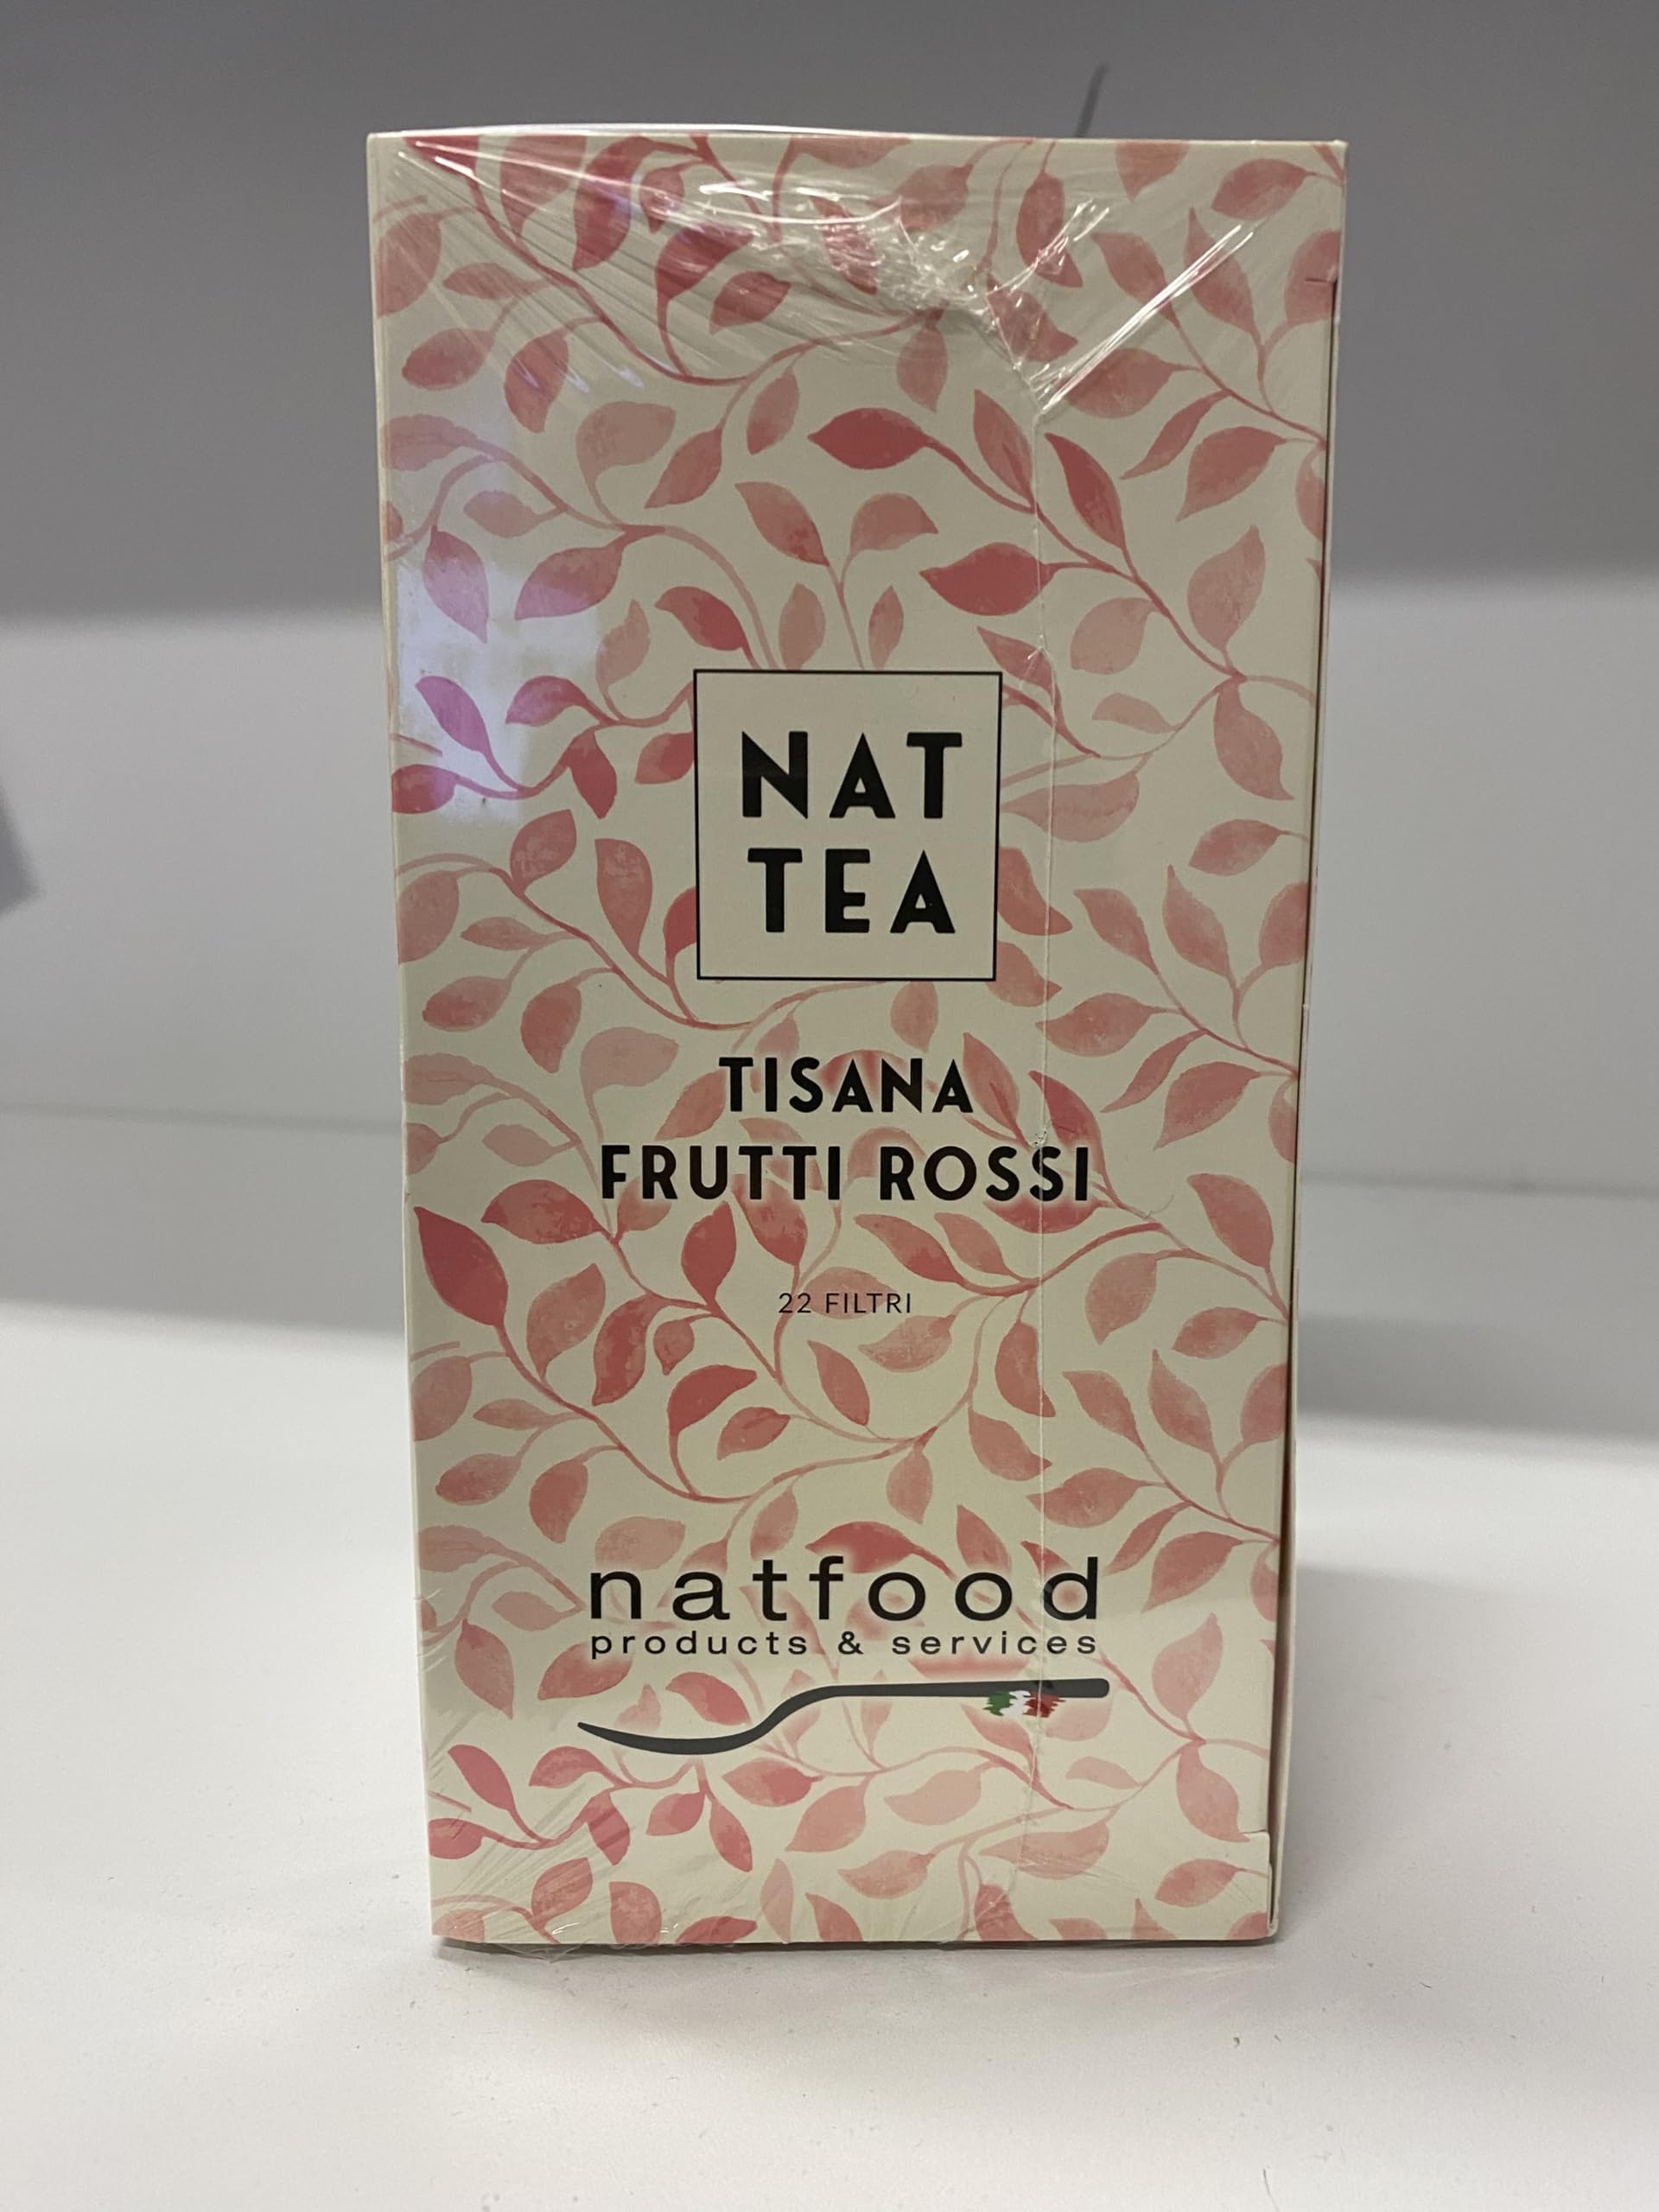 NAT
TEA
TISANA
FRUTTI ROSSI
22 FILTRI
natfood
products & services